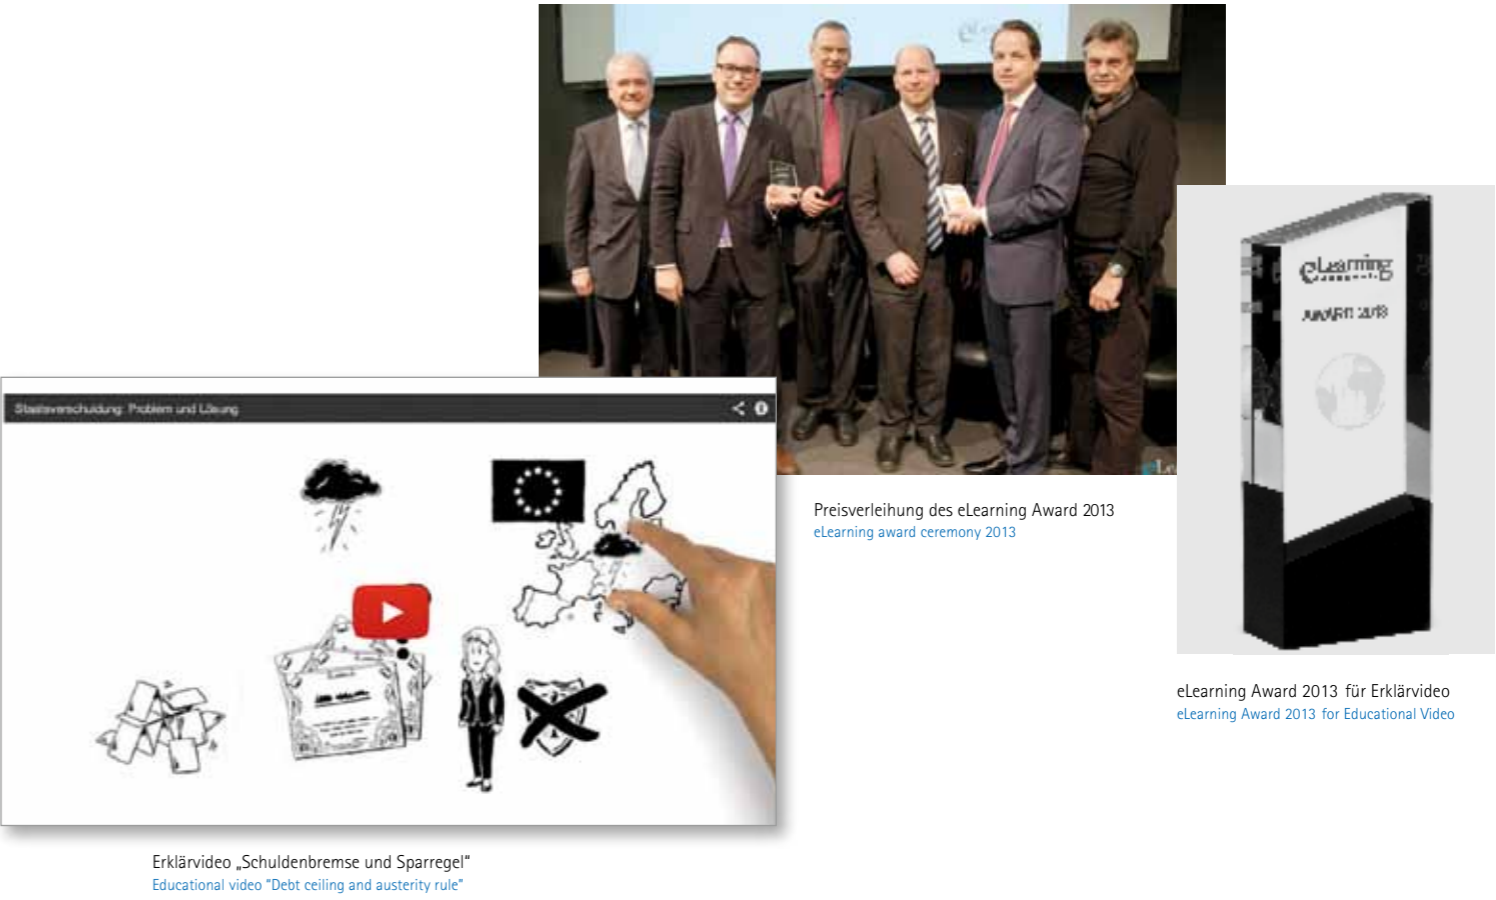 eLearning
AWARD 2013
Staatsverschuldung: Problem und Lösung
Preisverleihung des eLearning Award 2013
eLearning award ceremony 2013
eLearning Award 2013 für Erklärvideo
eLearning Award 2013 for Educational Video
Erklärvideo „Schuldenbremse und Sparregel“
Educational video “Debt ceiling and austerity rule”